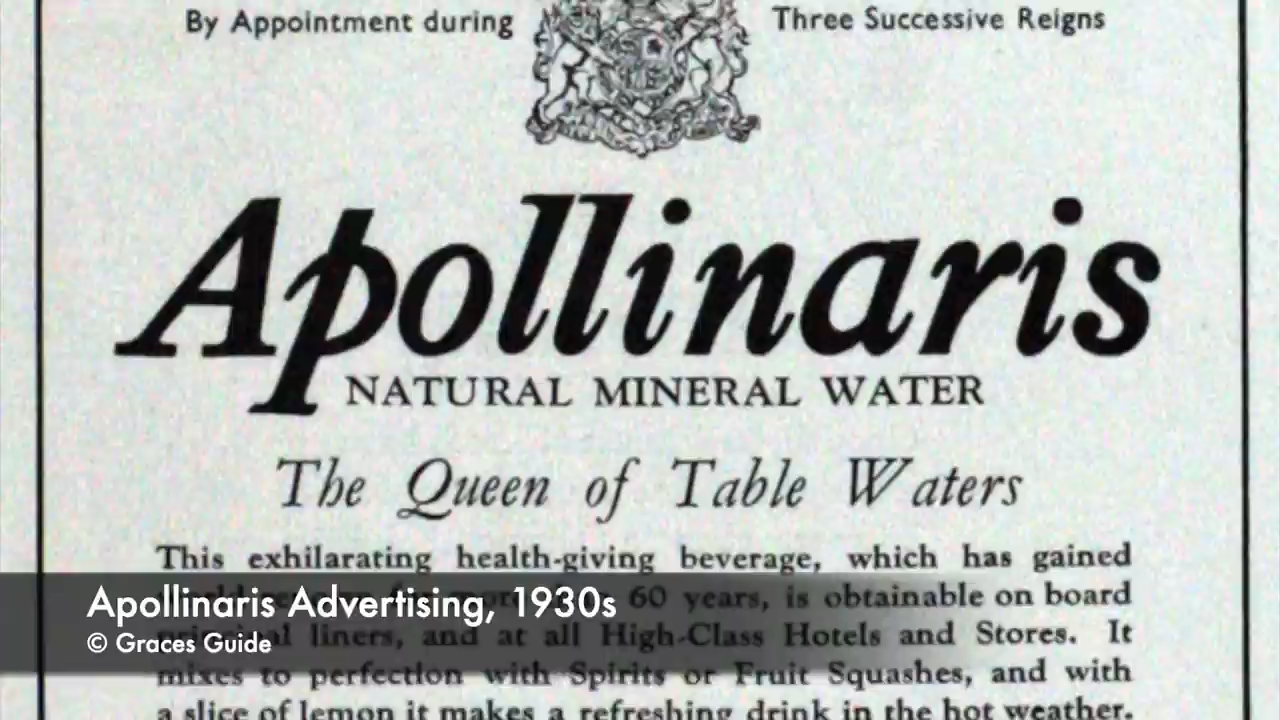 By Appointment during Three Successive Reigns
Apollinaris
NATURAL MINERAL WATER
The Queen of Table Waters
This exhilarating health-giving beverage, which has gained
60 years, is obtainable on board
liners, and at all High-Class Hotels and Stores. It
mixes to perfection with Spirits or Fruit Squashes, and with
a slice of lemon it makes a refreshing drink in the hot weather.
Apollinaris Advertising, 1930s
© Graces Guide